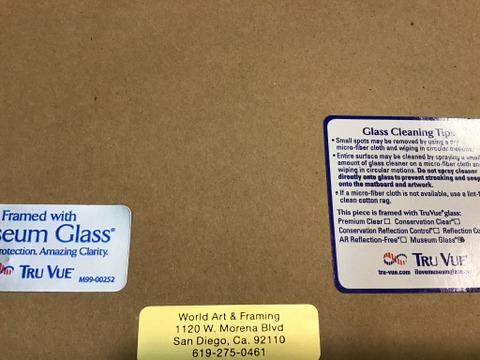 Glass Cleaning Tips
• Small spots may be removed by using a dry
micro-fiber cloth and wiping in circular motions.
• Entire surface may be cleaned by spraying a small
amount of glass cleaner on a micro-fiber cloth and
wiping in circular motions. Do not spray cleaner
directly onto glass to prevent streaking and seep
onto the matboard and artwork.
• If a micro-fiber cloth is not available, use a lint-f
clean cotton rag.
This piece is framed with Tru Vue® glass:
Premium Clear☐ Conservation Clear®☐
Conservation Reflection Control®☐ Reflection Co
AR Reflection-Free®☐ Museum Glass®
TRU VUE®
tru-vue.com ilovemuseumglass.com
Framed with
seum Glass®
rotection. Amazing Clarity.
TRU VUE®
M99-00252
World Art & Framing
1120 W. Morena Blvd
San Diego, Ca. 92110
619-275-0461